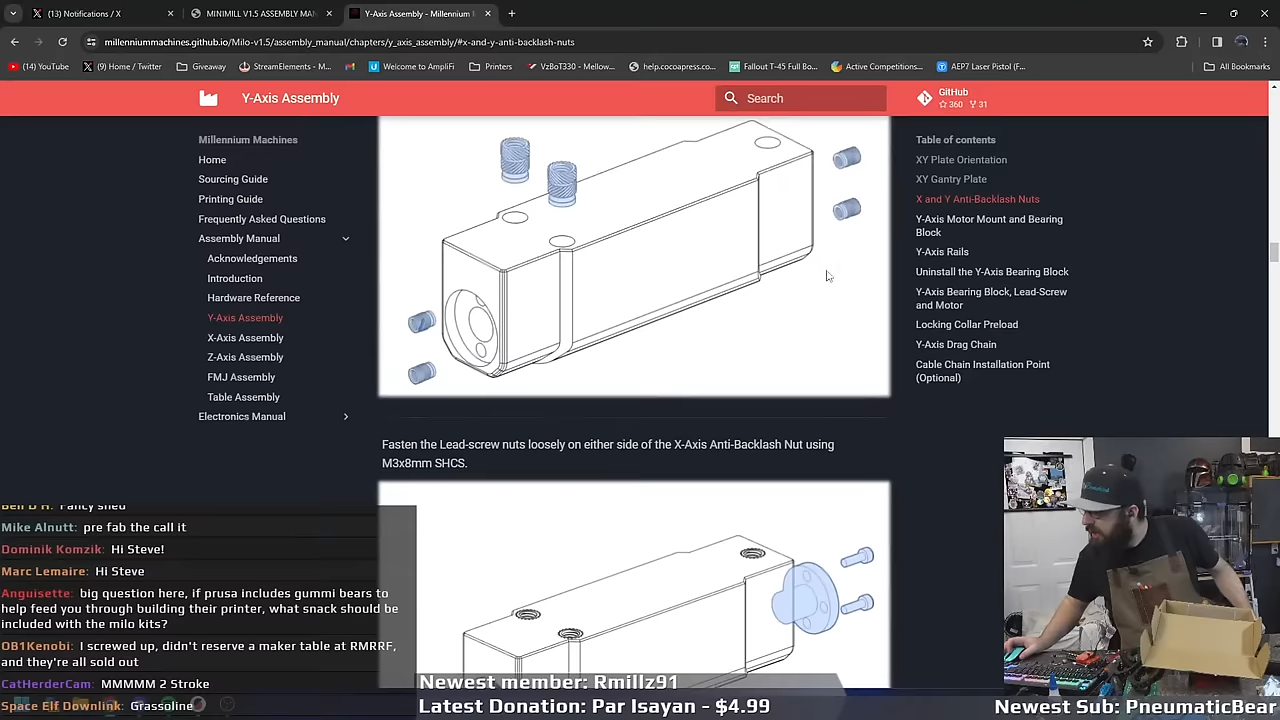 (13) Notifications / X
MINIMILL V1.5 ASSEMBLY MAN
Y-Axis Assembly - Millennium
millenniummachines.github.io/Milo-v1.5/assembly_manual/chapters/y_axis_assembly/#x-and-y-anti-backlash-nuts
(14) YouTube
(9) Home / Twitter
Giveaway
StreamElements - M...
Welcome to AmpliFi
Printers
VzBoT330 - Mellow...
help.cocoapress.com
Fallout T-45 Full Bo...
Active Competitions...
AEP7 Laser Pistol (F...
All Bookmarks
Y-Axis Assembly
Search
GitHub
360 31
Millennium Machines
Home
Sourcing Guide
Printing Guide
Frequently Asked Questions
Assembly Manual
Acknowledgements
Introduction
Hardware Reference
Y-Axis Assembly
X-Axis Assembly
Z-Axis Assembly
FMJ Assembly
Table Assembly
Electronics Manual
Fasten the Lead-screw nuts loosely on either side of the X-Axis Anti-Backlash Nut using
M3x8mm SHCS.
Table of contents
XY Plate Orientation
XY Gantry Plate
X and Y Anti-Backlash Nuts
Y-Axis Motor Mount and Bearing
Block
Y-Axis Rails
Uninstall the Y-Axis Bearing Block
Y-Axis Bearing Block, Lead-Screw
and Motor
Locking Collar Preload
Y-Axis Drag Chain
Cable Chain Installation Point
(Optional)
Ben D H: Fancy shed
Mike Alnutt: pre fab the call it
Dominik Komzik: Hi Steve!
Marc Lemaire: Hi Steve
Anguisette: big question here, if prusa includes gummi bears to
help feed you through building their printer, what snack should be
included with the milo kits?
OB1Kenobi: I screwed up, didn't reserve a maker table at RMRRF,
and they're all sold out
CatHerderCam: MMMMM 2 Stroke
Space Elf Downlink: Grassoline
Newest member: Rmillz91
Latest Donation: Par Isayan - $4.99
Newest Sub: PneumaticBear